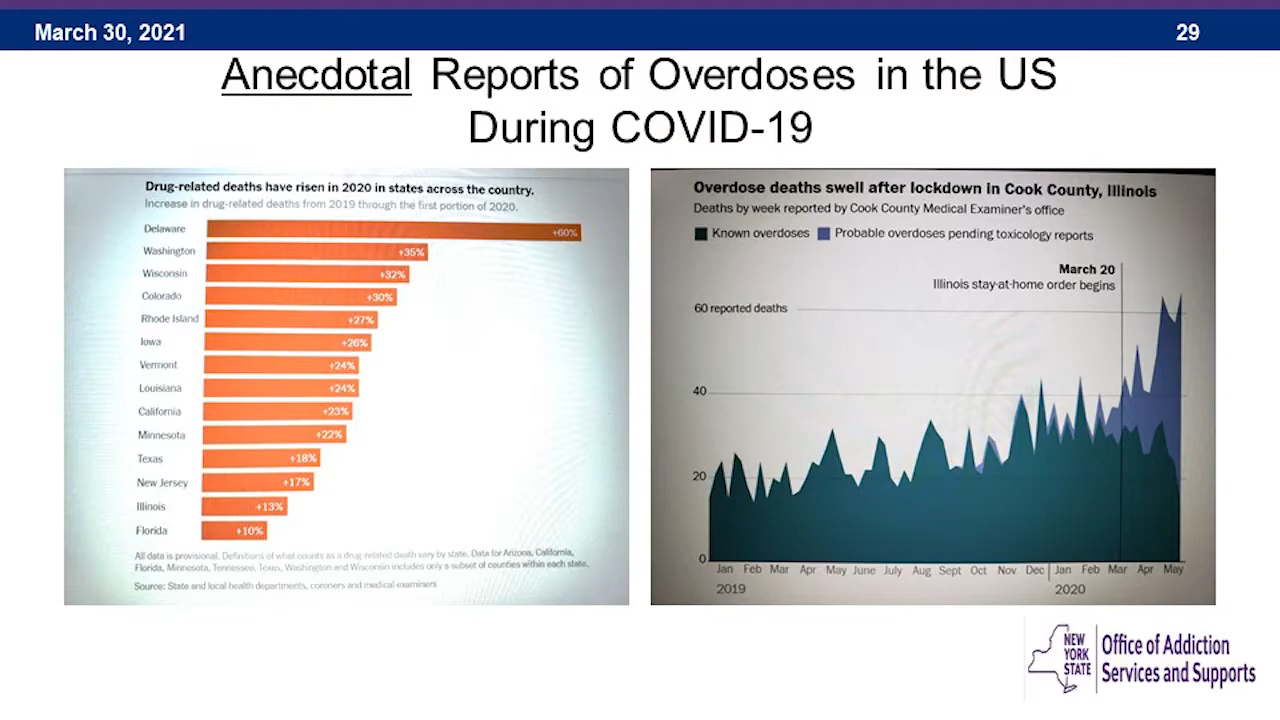 March 30, 2021
29
Anecdotal Reports of Overdoses in the US
During COVID-19
Drug-related deaths have risen in 2020 in states across the country.
Increase in drug-related deaths from 2019 through the first portion of 2020.
Delaware +60%
Washington +35%
Wisconsin +32%
Colorado +30%
Rhode Island +27%
Iowa +26%
Vermont +24%
Louisiana +24%
California +23%
Minnesota +22%
Texas +18%
New Jersey +17%
Illinois +13%
Florida +10%
All data is provisional. Definitions of what counts as a drug-related death vary by state. Data for Arizona, California,
Florida, Minnesota, Tennessee, Texas, Washington and Wisconsin includes only a subset of counties within each state.
Source: State and local health departments, coroners and medical examiners
Overdose deaths swell after lockdown in Cook County, Illinois
Deaths by week reported by Cook County Medical Examiner's office
Known overdoses Probable overdoses pending toxicology reports
March 20
Illinois stay-at-home order begins
60 reported deaths
40
20
0
Jan Feb Mar Apr May June July Aug Sept Oct Nov Dec Jan Feb Mar Apr May
2019 2020
NEW
YORK
STATE
Office of Addiction
Services and Supports